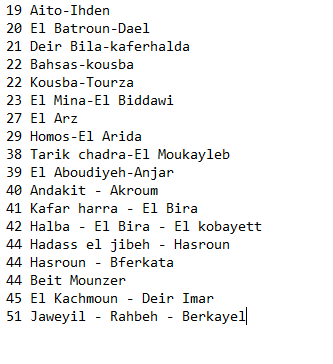 19 Aito-Ihden
20 El Batroun-Dael
21 Deir Bila-kaferhalda
22 Bahsas-kousba
22 Kousba-Tourza
23 El Mina-El Biddawi
27 El Arz
29 Homos-El Arida
38 Tarik chadra-El Moukayleb
39 El Aboudiyeh-Anjar
40 Andakit - Akroum
41 Kafar harra - El Bira
42 Halba - El Bira - El kobayett
44 Hadass el jibeh - Hasroun
44 Hasroun - Bferkata
44 Beit Mounzer
45 El Kachmoun - Deir Imar
51 Jaweyil - Rahbeh - Berkayel